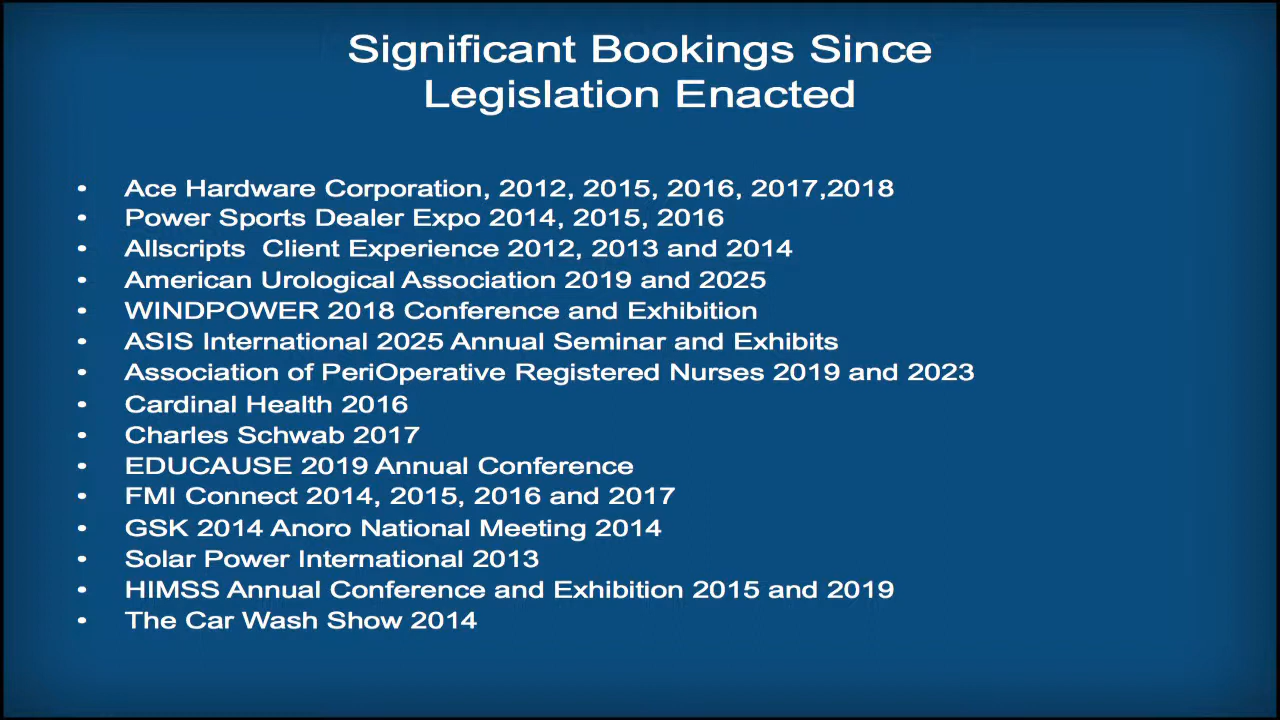 Significant Bookings Since
Legislation Enacted
• Ace Hardware Corporation, 2012, 2015, 2016, 2017,2018
• Power Sports Dealer Expo 2014, 2015, 2016
• Allscripts  Client Experience 2012, 2013 and 2014
• American Urological Association 2019 and 2025
• WINDPOWER 2018 Conference and Exhibition
• ASIS International 2025 Annual Seminar and Exhibits
• Association of PeriOperative Registered Nurses 2019 and 2023
• Cardinal Health 2016
• Charles Schwab 2017
• EDUCAUSE 2019 Annual Conference
• FMI Connect 2014, 2015, 2016 and 2017
• GSK 2014 Anoro National Meeting 2014
• Solar Power International 2013
• HIMSS Annual Conference and Exhibition 2015 and 2019
• The Car Wash Show 2014